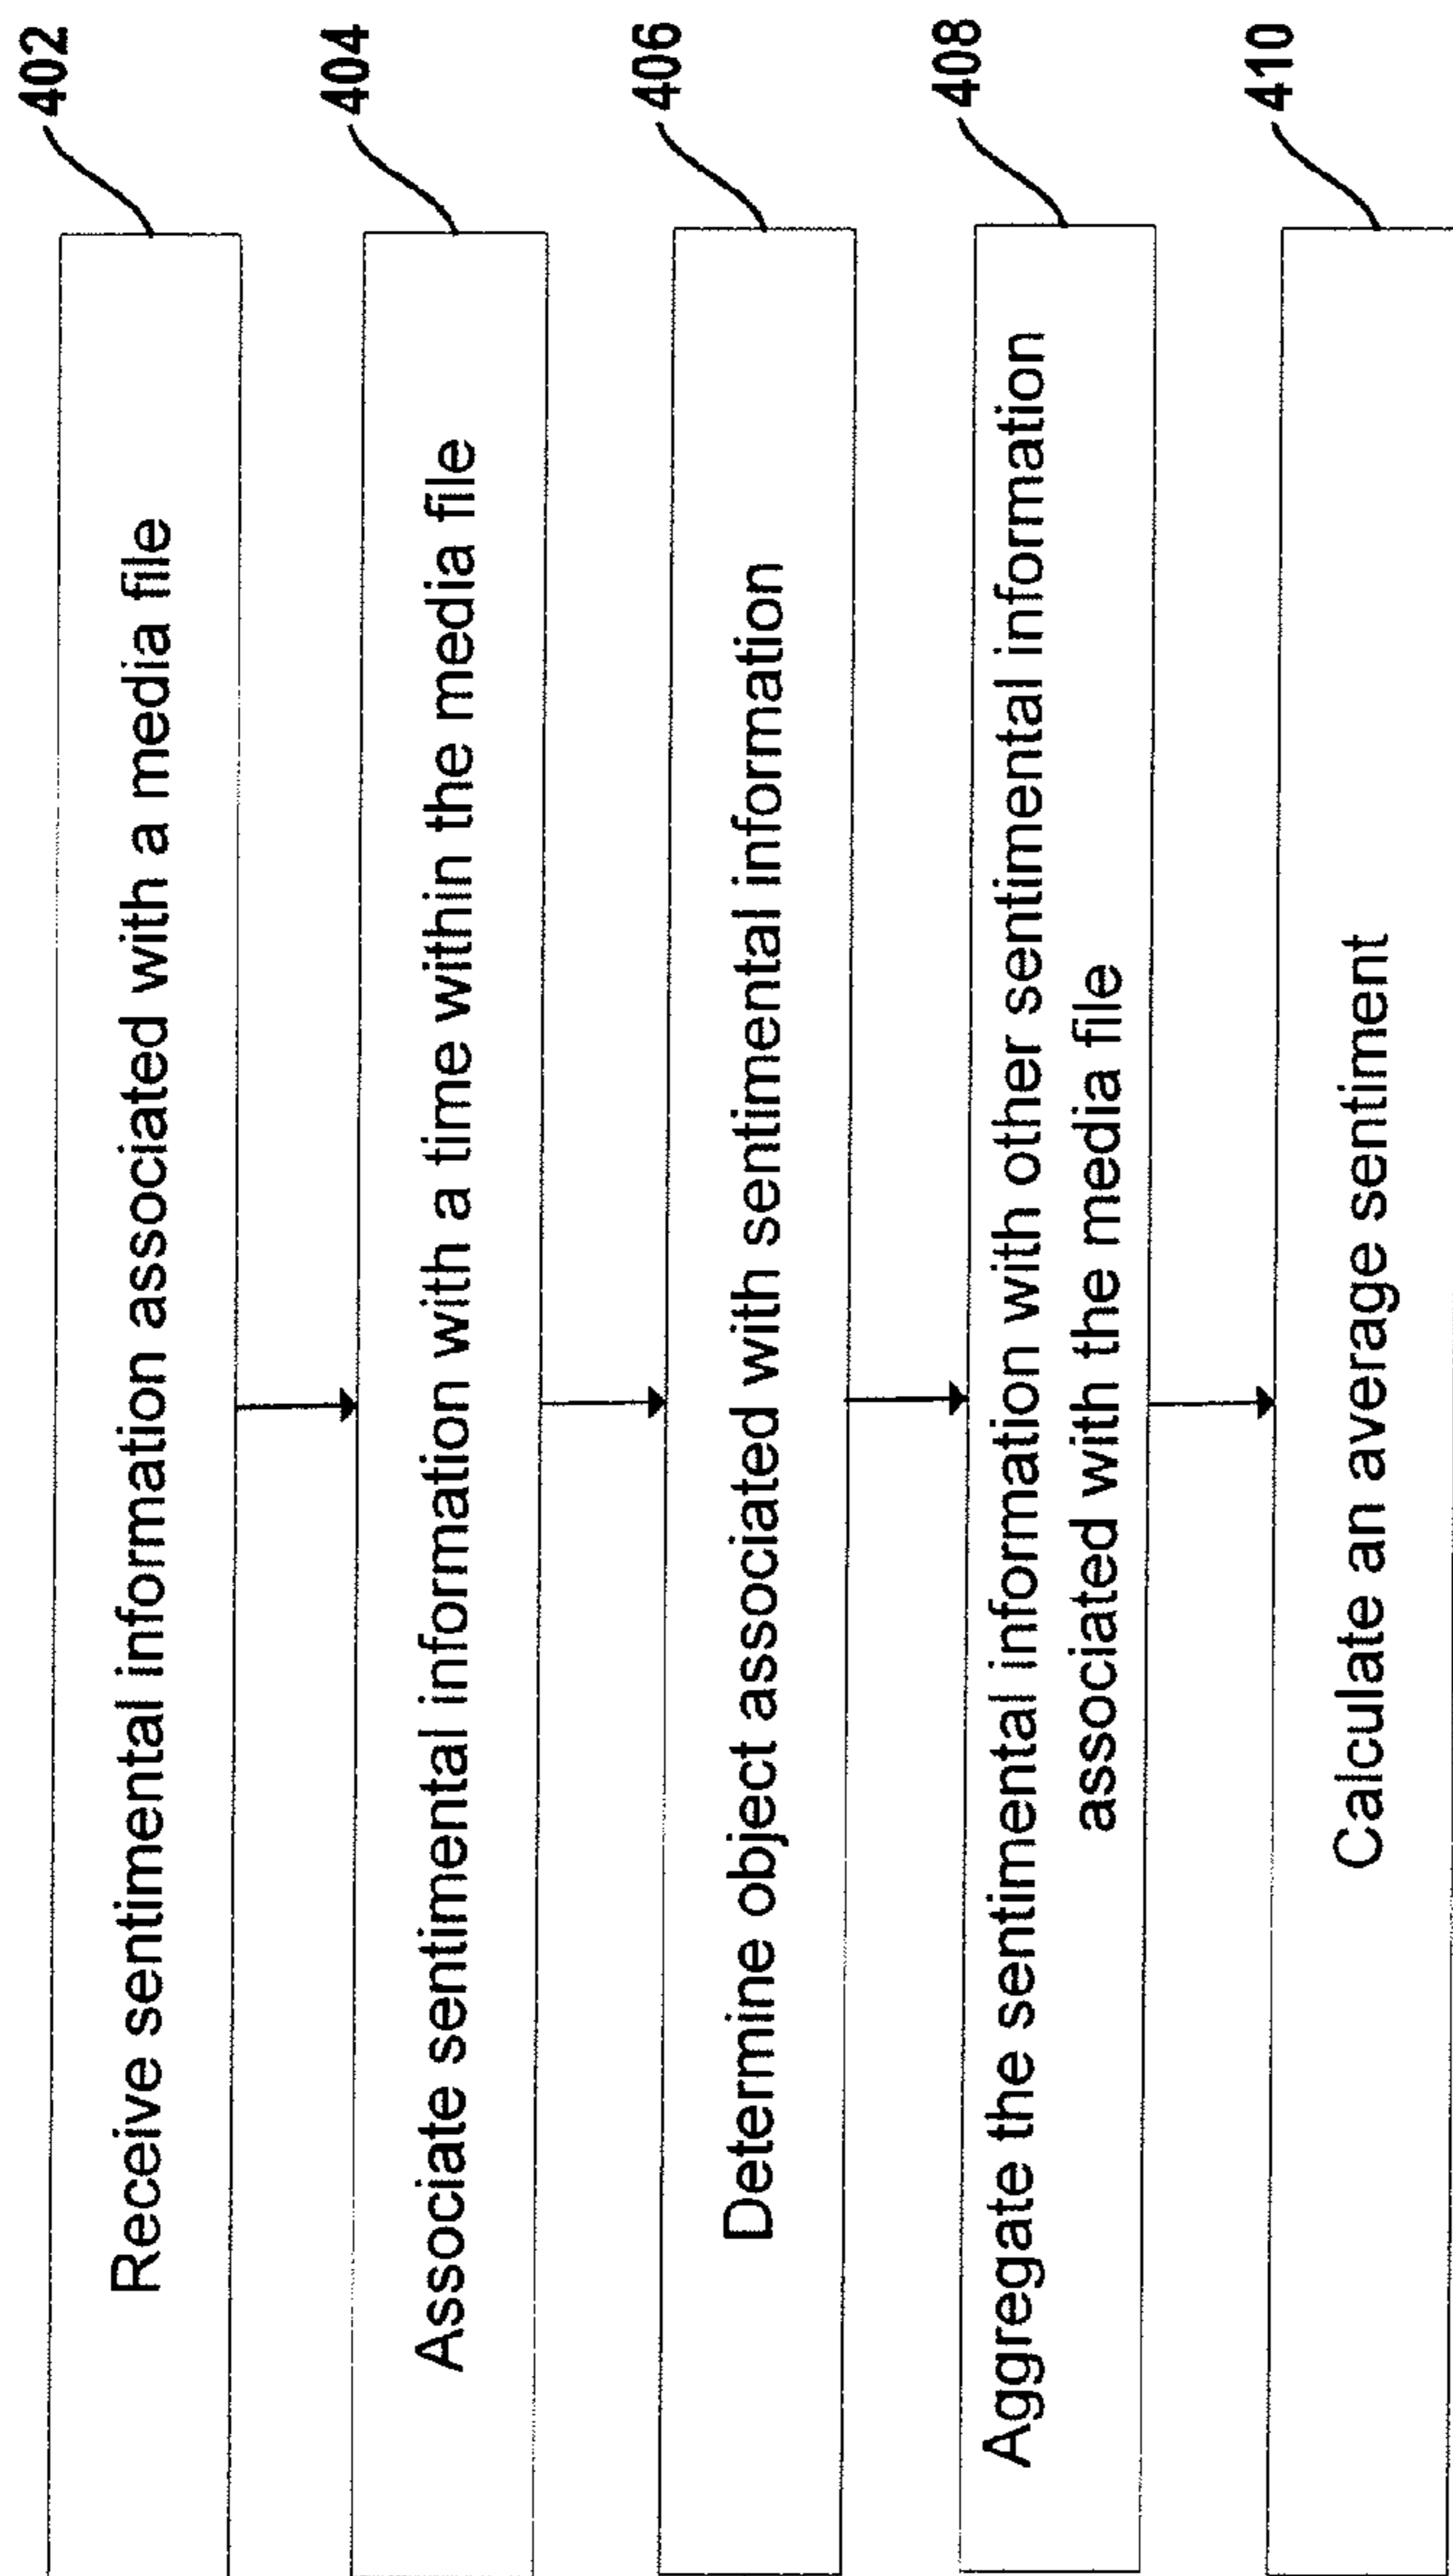 402
Receive sentimental information associated with a media file
404
Associate sentimental information with a time within the media file
406
Determine object associated with sentimental information
408
Aggregate the sentimental information with other sentimental information
associated with the media file
410
Calculate an average sentiment